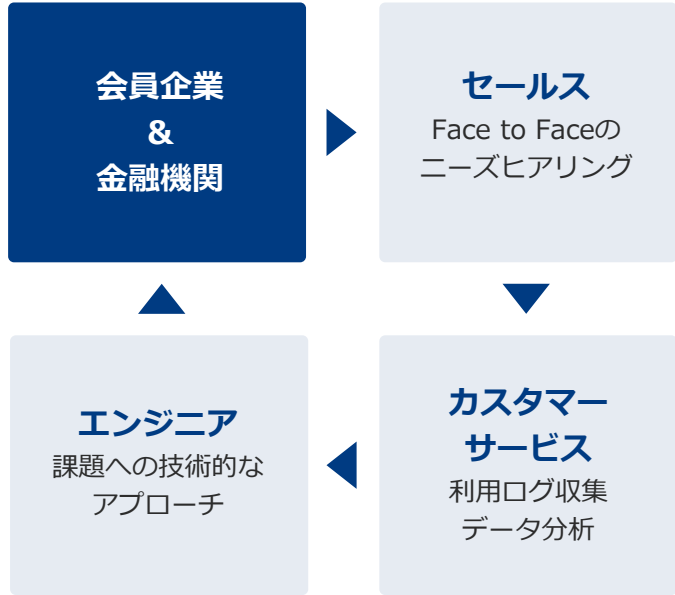 会員企業
&
金融機関
セールス
Face to Faceの
ニーズヒアリング
エンジニア
課題への技術的な
アプローチ
カスタマー
サービス
利用ログ収集
データ分析